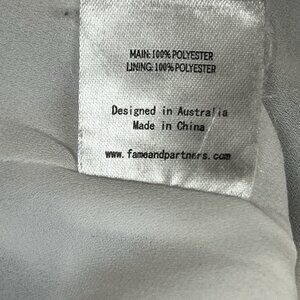 MAIN: 100% POLYESTER
LINING: 100% POLYESTER
Designed in Australia
Made in China
www.fameandpartners.com